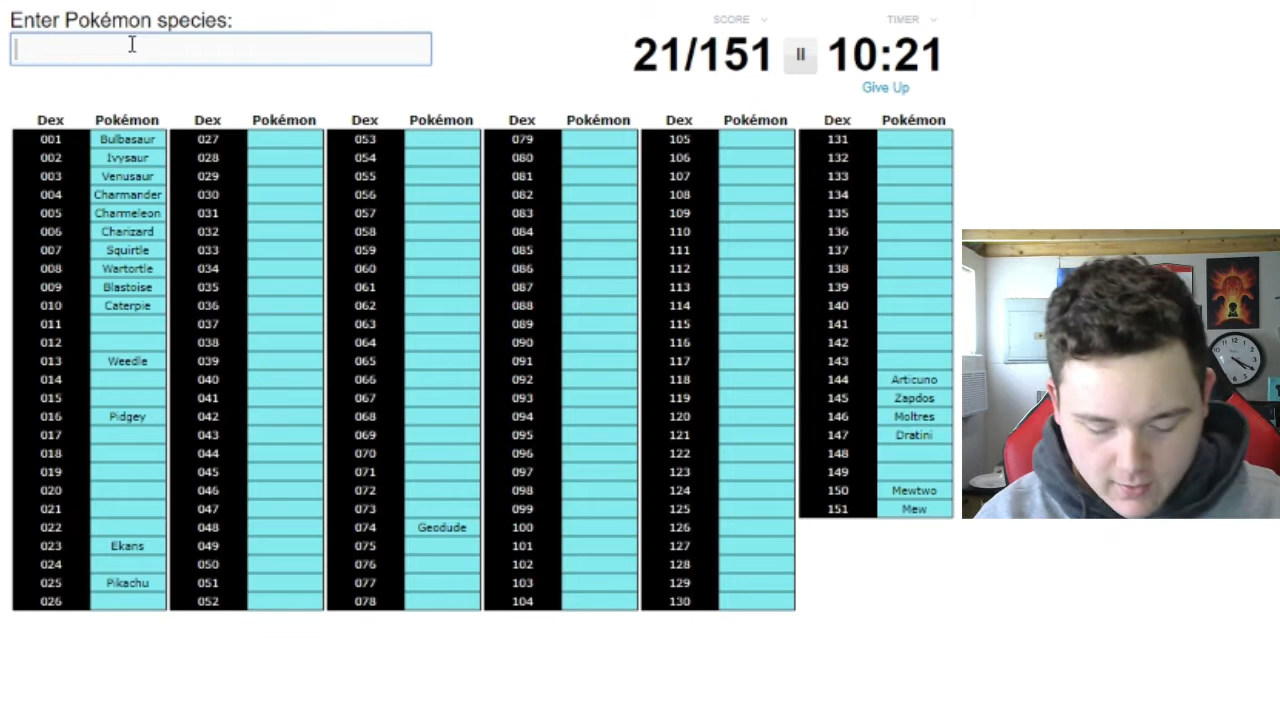 Enter Pokémon species:
SCORE TIMER
21/151 II 10:21
Give Up
Dex Pokémon Dex Pokémon Dex Pokémon Dex Pokémon Dex Pokémon Dex Pokémon
001 Bulbasaur 027 053 079 105 131
002 Ivysaur 028 054 080 106 132
003 Venusaur 029 055 081 107 133
004 Charmander 030 056 082 108 134
005 Charmeleon 031 057 083 109 135
006 Charizard 032 058 084 110 136
007 Squirtle 033 059 085 111 137
008 Wartortle 034 060 086 112 138
009 Blastoise 035 061 087 113 139
010 Caterpie 036 062 088 114 140
011 037 063 089 115 141
012 038 064 090 116 142
013 Weedle 039 065 091 117 143
014 040 066 092 118 144 Articuno
015 041 067 093 119 145 Zapdos
016 Pidgey 042 068 094 120 146 Moltres
017 043 069 095 121 147 Dratini
018 044 070 096 122 148
019 045 071 097 123 149
020 046 072 098 124 150 Mewtwo
021 047 073 099 125 151 Mew
022 048 074 Geodude 100 126
023 Ekans 049 075 101 127
024 050 076 102 128
025 Pikachu 051 077 103 129
026 052 078 104 130